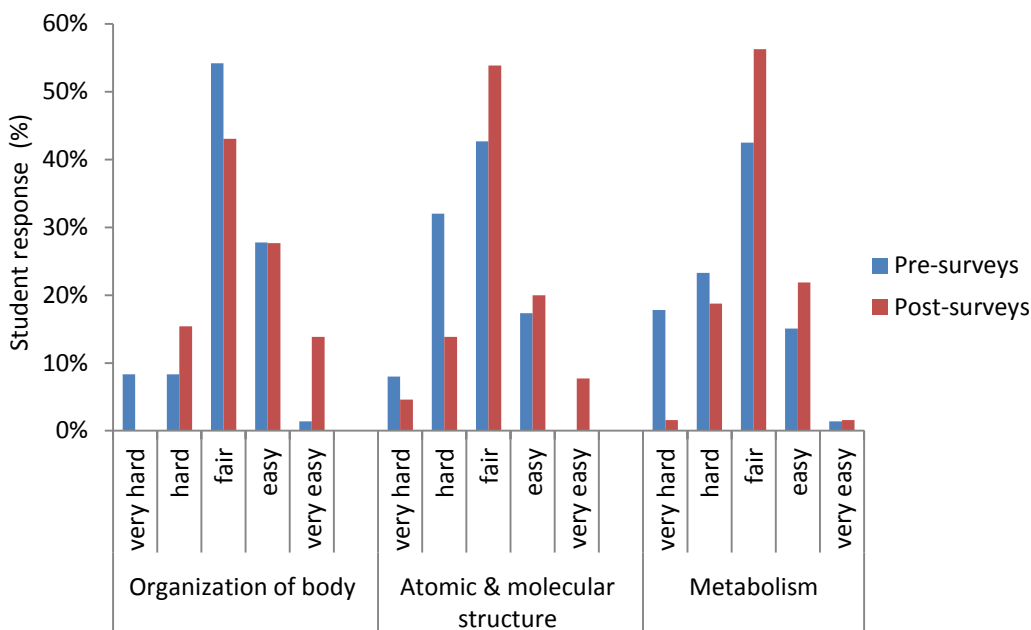 60%
50%
40%
30%
20%
10%
0%
Student response (%)
very hard
hard
fair
easy
very easy
very hard
hard
fair
easy
very easy
very hard
hard
fair
easy
very easy
Organization of body
Atomic & molecular
structure
Metabolism
Pre-surveys
Post-surveys